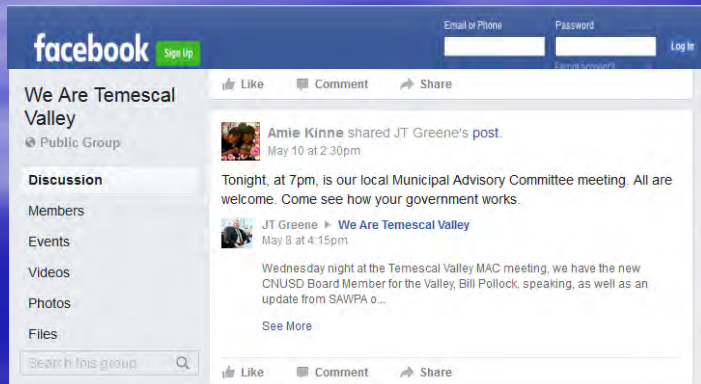 Email or Phone Password
facebook Sign Up Log In
Forgot account?
Like Comment Share
We Are Temescal
Valley
Public Group
Discussion
Members
Events
Videos
Photos
Files
Search this group
Amie Kinne shared JT Greene's post.
May 10 at 2:30pm
Tonight, at 7pm, is our local Municipal Advisory Committee meeting. All are
welcome. Come see how your government works.
JT Greene ▶ We Are Temescal Valley
May 8 at 4:15pm
Wednesday night at the Temescal Valley MAC meeting, we have the new
CNUSD Board Member for the Valley, Bill Pollock, speaking, as well as an
update from SAWPA o...
See More
Like Comment Share